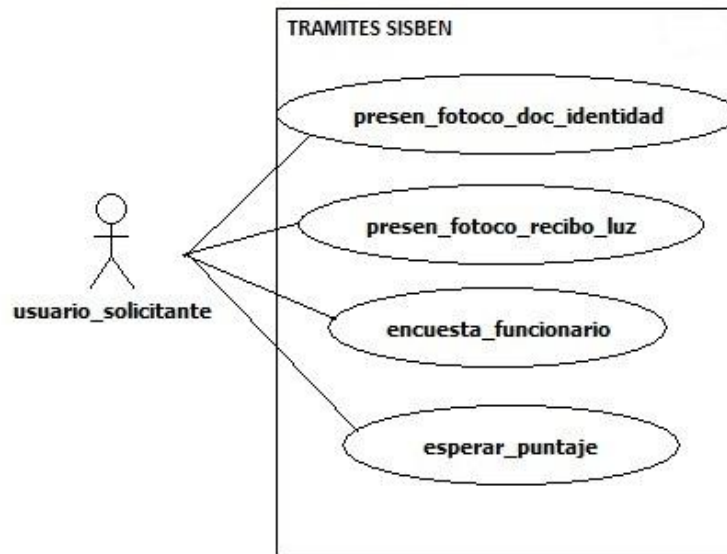 TRAMITES SISBEN
presen_fotoco_doc_identidad
presen_fotoco_recibo_luz
usuario_solicitante
encuesta_funcionario
esperar_puntaje